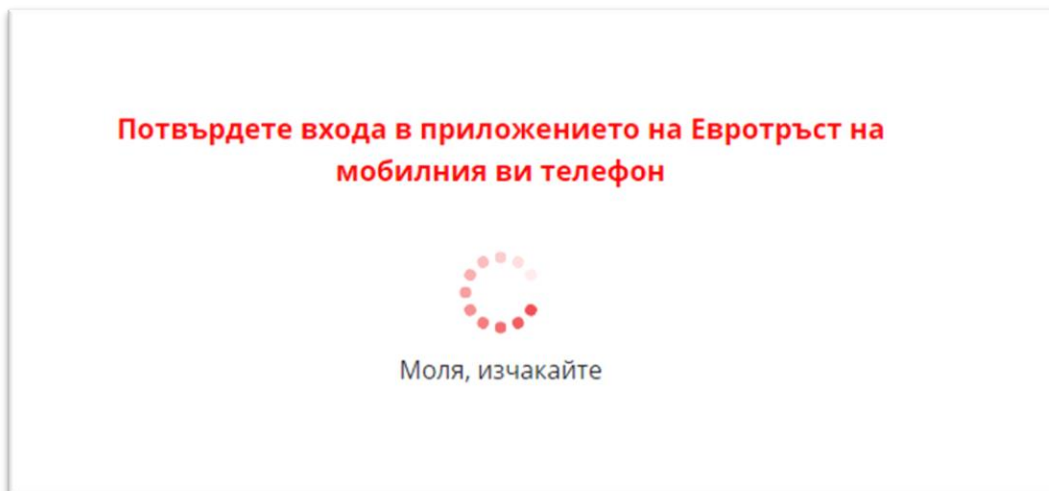 Потвърдете входа в приложението на Евротръст на
мобилния ви телефон
Моля, изчакайте